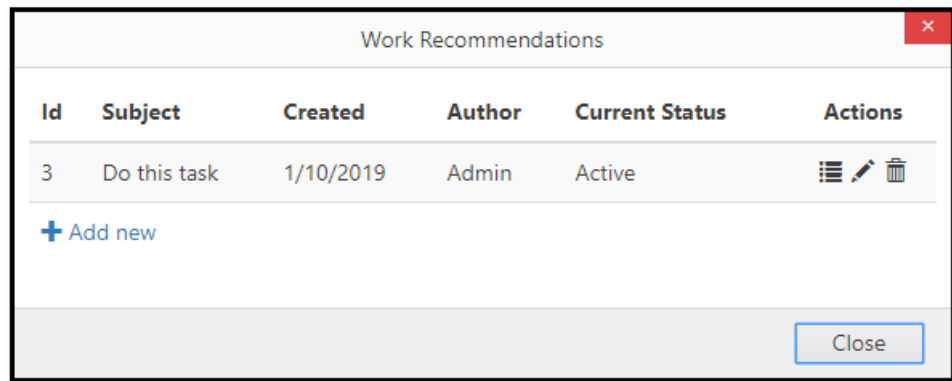 Work Recommendations
Id Subject Created Author Current Status Actions
3 Do this task 1/10/2019 Admin Active
Add new
Close